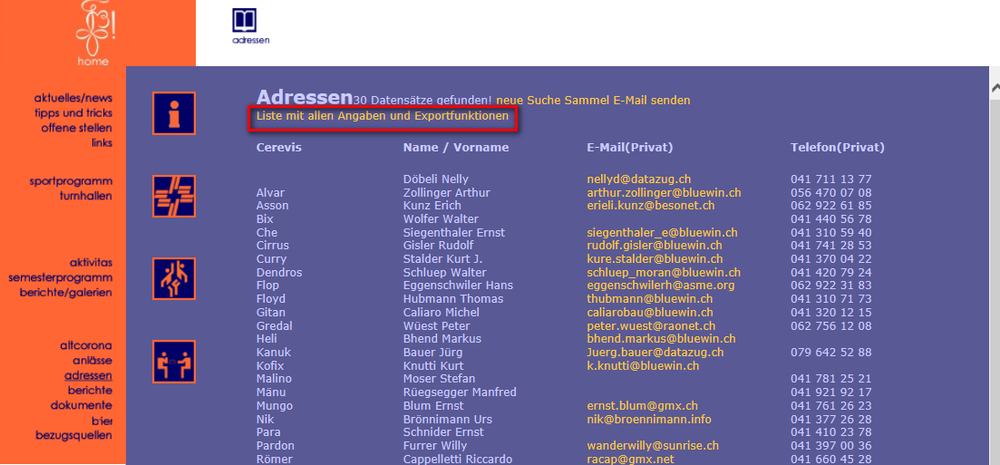 home
adressen
aktuelles/news
tipps und tricks
offene stellen
links
sportprogramm
turnhallen
aktivitas
semesterprogramm
berichte/galerien
altcorona
anlässe
adressen
berichte
dokumente
bier
bezugsquellen
Adressen30 Datensätze gefunden! neue Suche Sammel E-Mail senden
Liste mit allen Angaben und Exportfunktionen
Cerevis Name / Vorname E-Mail(Privat) Telefon(Privat)
Döbeli Nelly nellyd@datazug.ch 041 711 13 77
Alvar Zollinger Arthur arthur.zollinger@bluewin.ch 056 470 07 08
Asson Kunz Erich erieli.kunz@besonet.ch 062 922 61 85
Bix Wolfer Walter 041 440 56 78
Che Siegenthaler Ernst siegenthaler_e@bluewin.ch 041 310 59 40
Cirrus Gisler Rudolf rudolf.gisler@bluewin.ch 041 741 28 53
Curry Stalder Kurt J. kure.stalder@bluewin.ch 041 370 04 22
Dendros Schluep Walter schluep_moran@bluewin.ch 041 420 79 24
Flop Eggenschwiler Hans eggenschwilerh@asme.org 062 922 31 83
Floyd Hubmann Thomas thubmann@bluewin.ch 041 310 71 73
Gitan Caliaro Michel caliarobau@bluewin.ch 041 320 12 15
Gredal Wüest Peter peter.wuest@raonet.ch 062 756 12 08
Heli Bhend Markus bhend.markus@bluewin.ch
Kanuk Bauer Jürg Juerg.bauer@datazug.ch 079 642 52 88
Kofix Knutti Kurt k.knutti@bluewin.ch
Malino Moser Stefan 041 781 25 21
Mänu Rüegsegger Manfred 041 921 92 17
Mungo Blum Ernst ernst.blum@gmx.ch 041 761 26 23
Nik Brönnimann Urs nik@broennimann.info 041 377 26 28
Para Schnider Ernst 041 410 23 78
Pardon Furrer Willy wanderwilly@sunrise.ch 041 397 00 36
Römer Cappelletti Riccardo racap@gmx.net 041 660 45 28